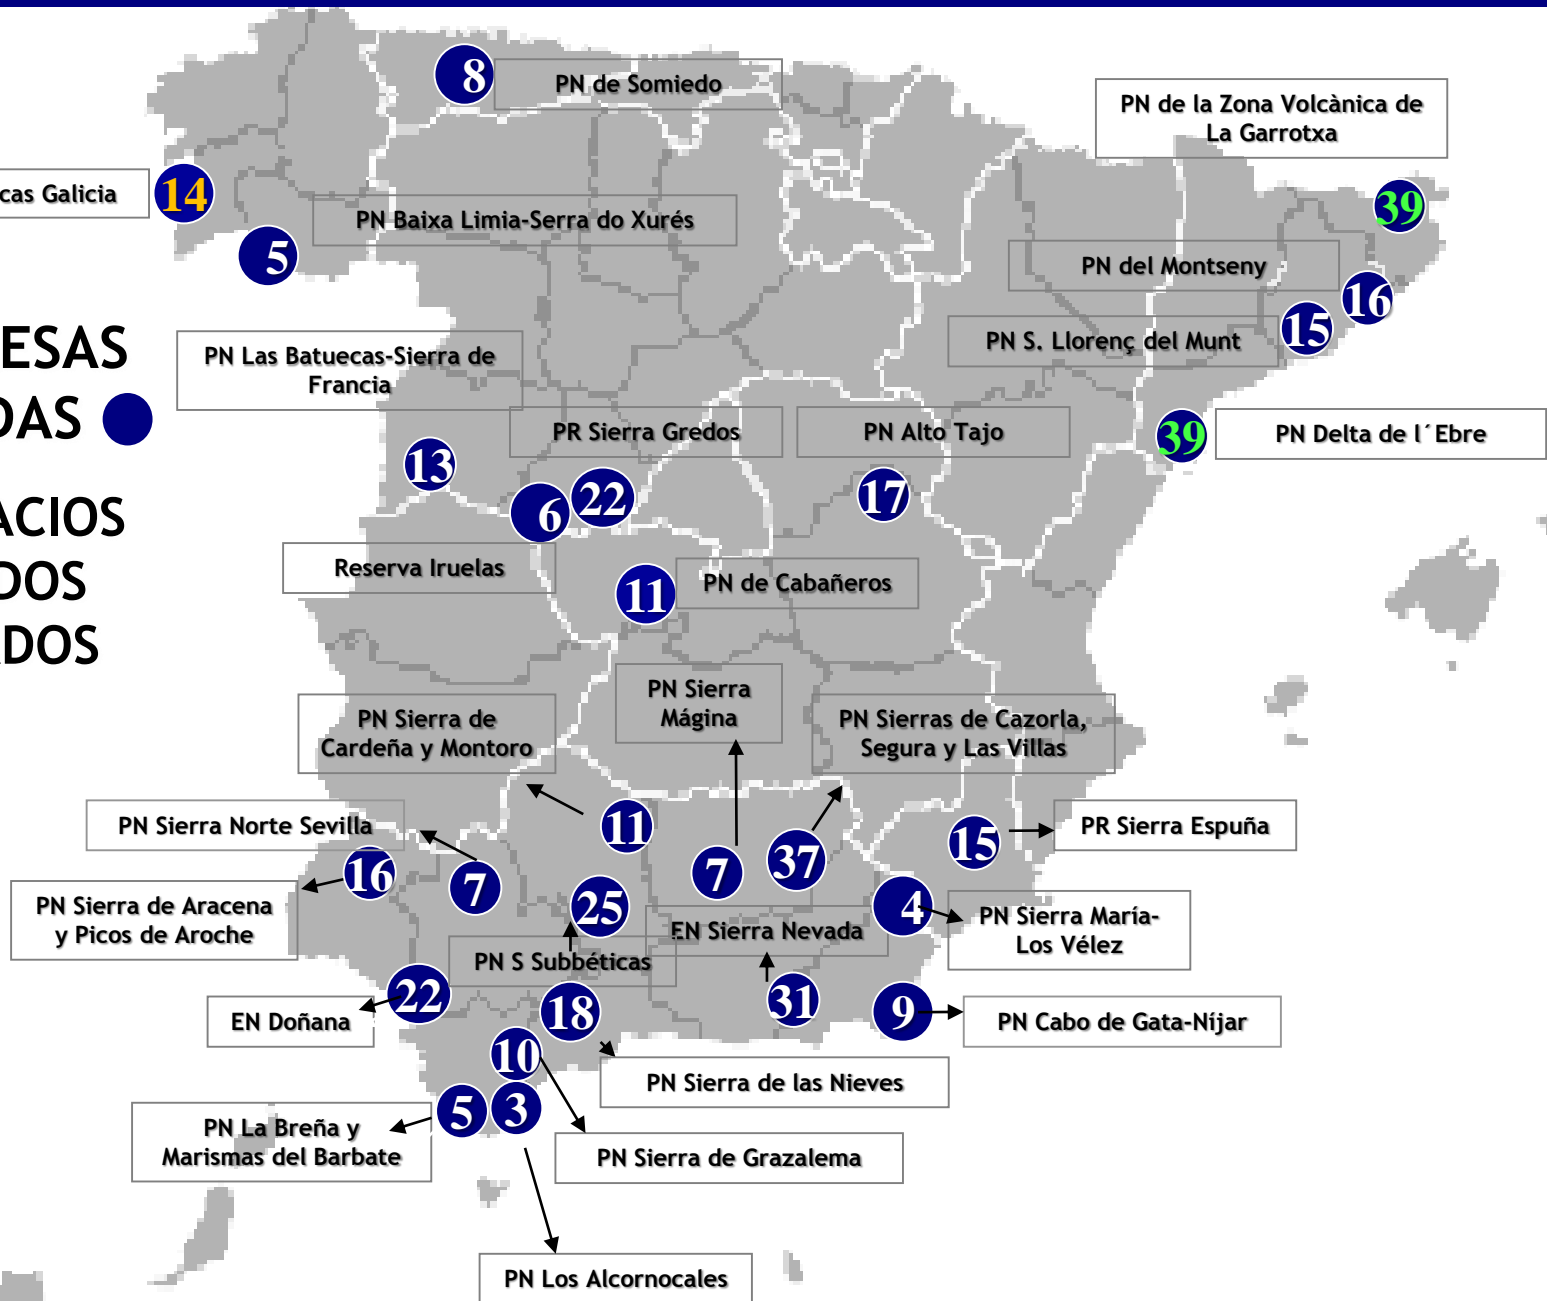 8
PN de Somiedo
PN de la Zona Volcànica de
La Garrotxa
cas Galicia
14
39
PN Baixa Limia-Serra do Xurés
5
PN del Montseny
16
ESAS
DAS
PN S. Llorenç del Munt
15
PN Las Batuecas-Sierra de
Francia
PR Sierra Gredos
PN Alto Tajo
39
PN Delta de l´Ebre
13
6
22
17
ACIOS
DOS
ADOS
Reserva Iruelas
11
PN de Cabañeros
PN Sierra
Mágina
PN Sierra de
Cardeña y Montoro
PN Sierras de Cazorla,
Segura y Las Villas
PN Sierra Norte Sevilla
11
15
PR Sierra Espuña
16
7
7
37
PN Sierra de Aracena
y Picos de Aroche
25
EN Sierra Nevada
4
PN Sierra María-
Los Vélez
PN S Subbéticas
22
EN Doñana
18
31
9
PN Cabo de Gata-Níjar
10
PN Sierra de las Nieves
5
3
PN La Breña y
Marismas del Barbate
PN Sierra de Grazalema
PN Los Alcornocales